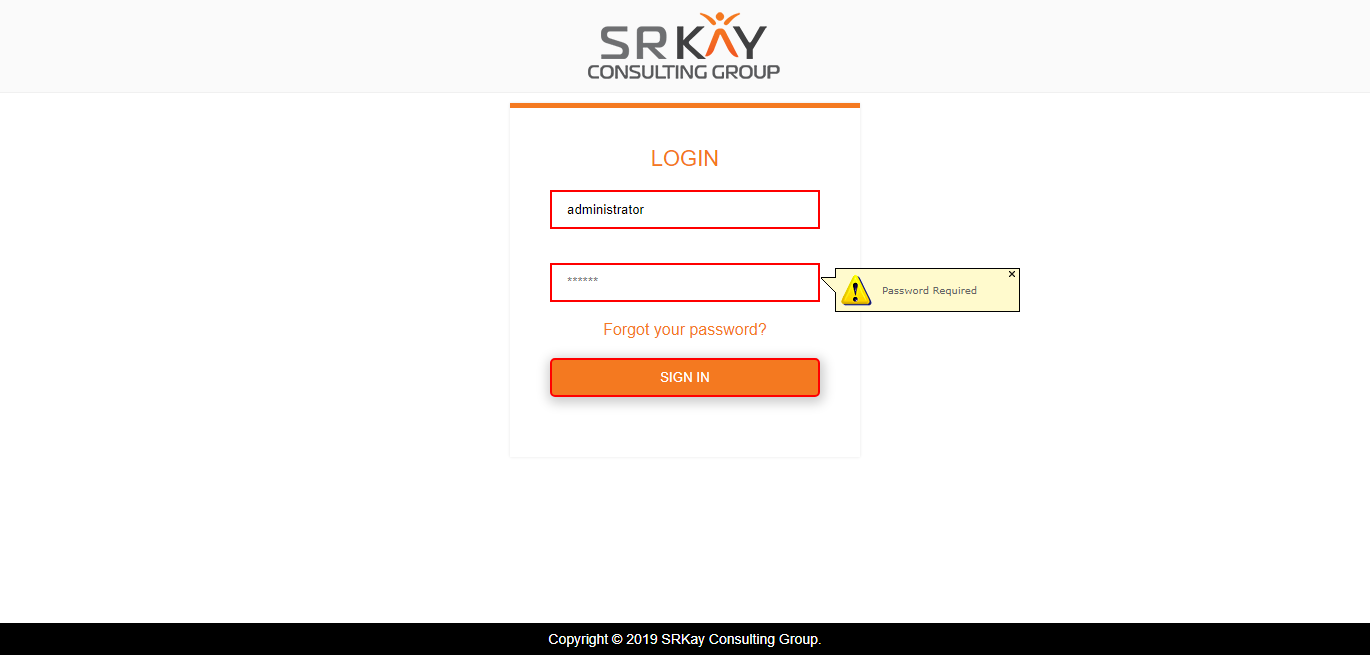 SRKAY
CONSULTING GROUP
LOGIN
administrator
******
Password Required
Forgot your password?
SIGN IN
Copyright © 2019 SRKay Consulting Group.